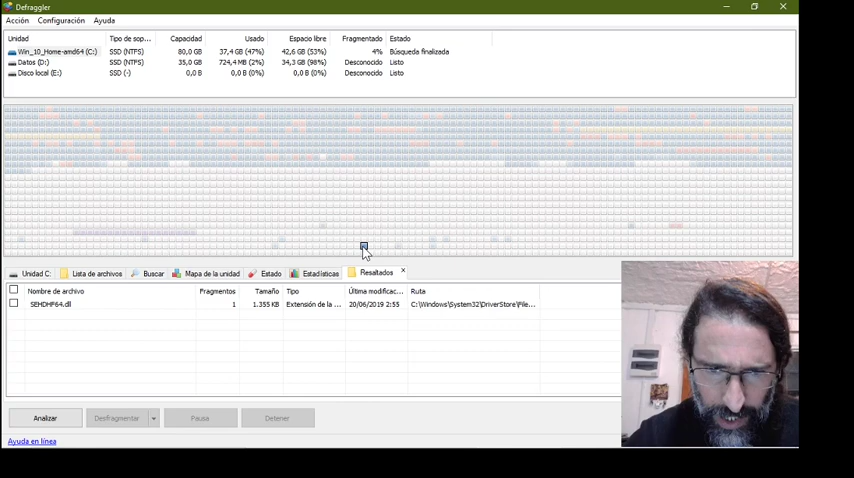 Defraggler
Acción Configuración Ayuda
Unidad Tipo de sop... Capacidad Usado Espacio libre Fragmentado Estado
Win_10_Home-amd64 (C:) SSD (NTFS) 80,0 GB 37,4 GB (47%) 42,6 GB (53%) 4% Búsqueda finalizada
Datos (D:) SSD (NTFS) 35,0 GB 724,4 MB (2%) 34,3 GB (98%) Desconocido Listo
Disco local (E:) SSD (-) 0,0 B 0,0 B (0%) 0,0 B (0%) Desconocido Listo
Unidad C: Lista de archivos Buscar Mapa de la unidad Estado Estadísticas Resaltados
Nombre de archivo Fragmentos Tamaño Tipo Última modificac... Ruta
SEHDHF64.dll 1 1.355 KB Extensión de la ... 20/06/2019 2:55 C:\Windows\System32\DriverStore\File...
Analizar Desfragmentar Pausa Detener
Ayuda en línea